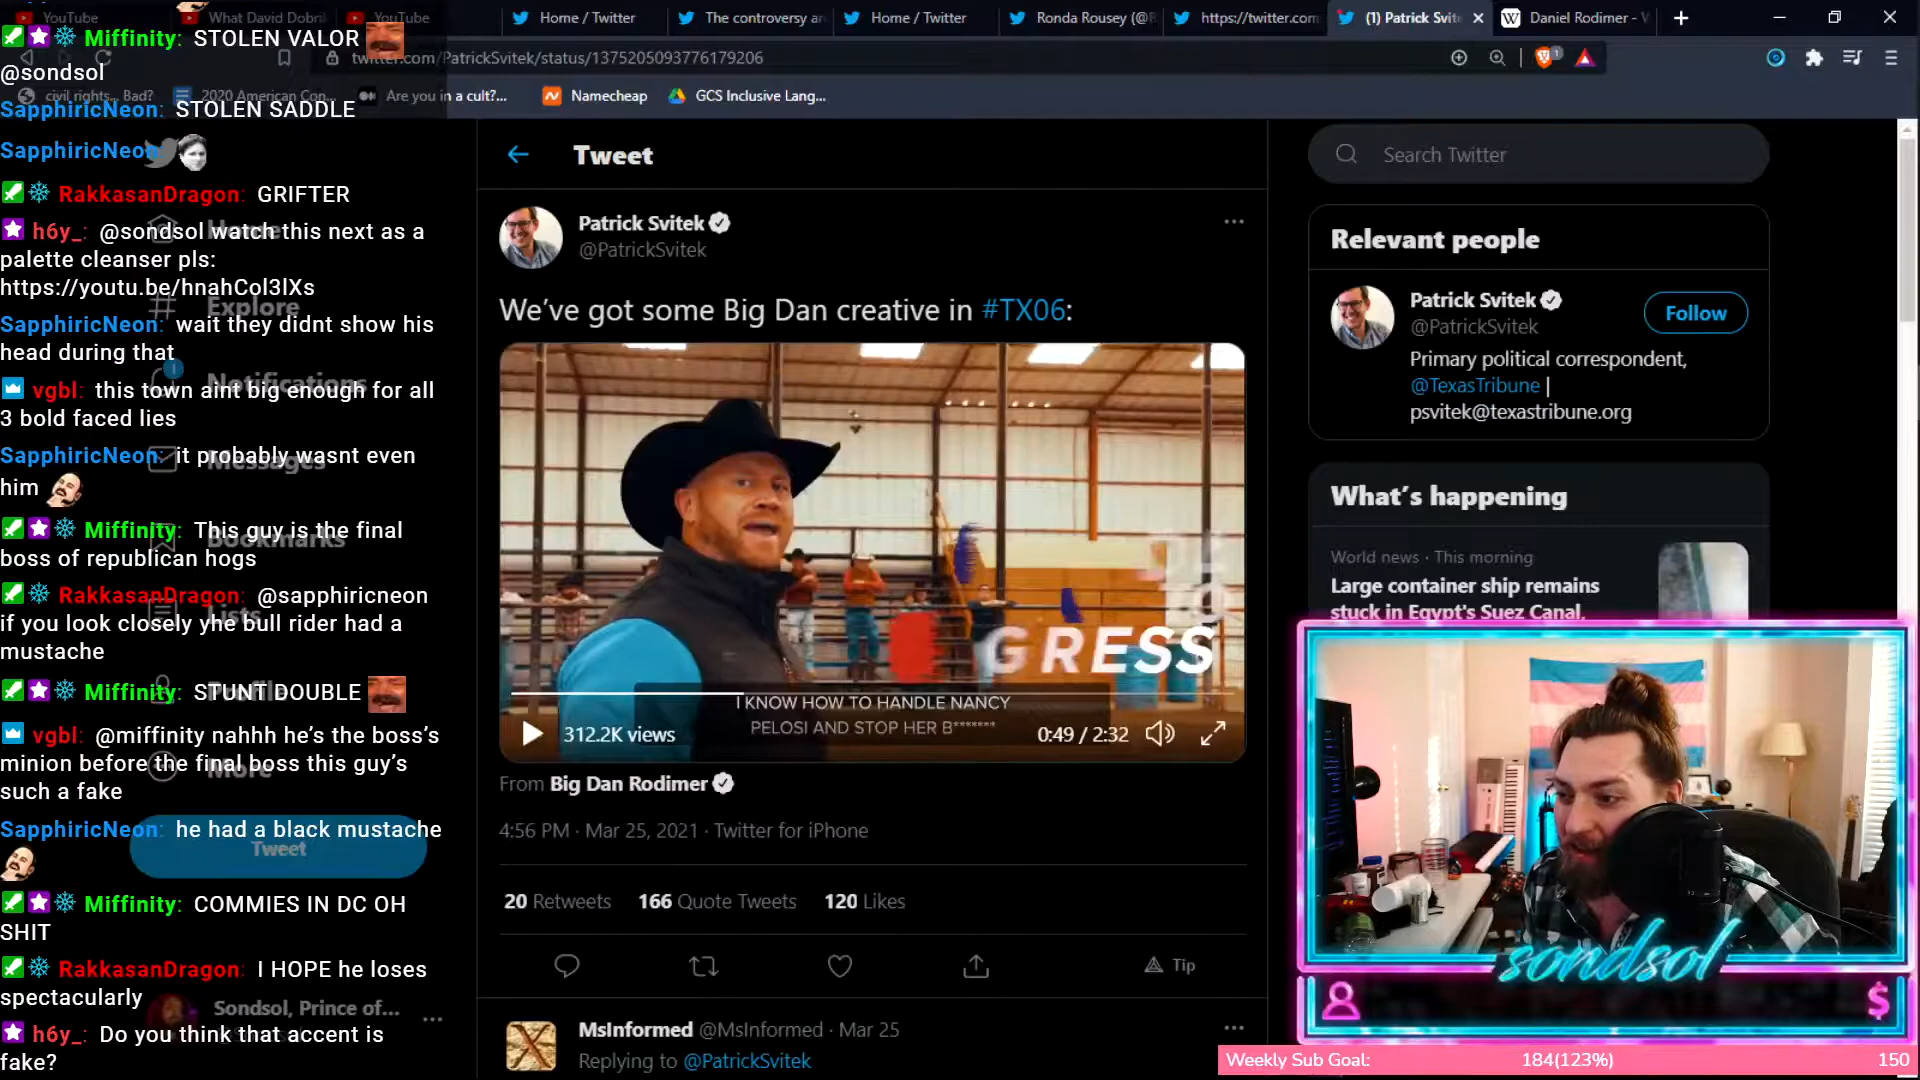 YouTube
What David Dobrik
YouTube
Home / Twitter
The controversy ar
Home / Twitter
Ronda Rousey (@R
https://twitter.com
(1) Patrick Svite
Daniel Rodimer - V
twitter.com/PatrickSvitek/status/1375205093776179206
civil rights... Bad?
2020 American Con...
Are you in a cult?...
Namecheap
GCS Inclusive Lang...
Miffinity: STOLEN VALOR
@sondsol
SapphiricNeon: STOLEN SADDLE
SapphiricNeon
RakkasanDragon: GRIFTER
h6y_: @sondsol watch this next as a
palette cleanser pls:
https://youtu.be/hnahCol3lXs
SapphiricNeon: wait they didnt show his
head during that
vgbl: this town aint big enough for all
3 bold faced lies
SapphiricNeon: it probably wasnt even
him
Miffinity: This guy is the final
boss of republican hogs
RakkasanDragon: @sapphiricneon
if you look closely yhe bull rider had a
mustache
Miffinity: STUNT DOUBLE
vgbl: @miffinity nahhh he's the boss's
minion before the final boss this guy's
such a fake
SapphiricNeon: he had a black mustache
Miffinity: COMMIES IN DC OH
SHIT
RakkasanDragon: I HOPE he loses
spectacularly
h6y_: Do you think that accent is
fake?
Home
Explore
1
Notifications
Messages
Bookmarks
Lists
Profile
More
Tweet
Sondsol, Prince of...
Tweet
Patrick Svitek
@PatrickSvitek
We've got some Big Dan creative in #TX06:
GRESS
I KNOW HOW TO HANDLE NANCY
PELOSI AND STOP HER B*******
312.2K views
0:49 / 2:32
From Big Dan Rodimer
4:56 PM · Mar 25, 2021 · Twitter for iPhone
20 Retweets 166 Quote Tweets 120 Likes
Tip
MsInformed @MsInformed · Mar 25
Replying to @PatrickSvitek
Search Twitter
Relevant people
Patrick Svitek
@PatrickSvitek
Follow
Primary political correspondent,
@TexasTribune |
psvitek@texastribune.org
What's happening
World news · This morning
Large container ship remains
stuck in Egypt's Suez Canal,
sondsol
$
Weekly Sub Goal: 184(123%) 150